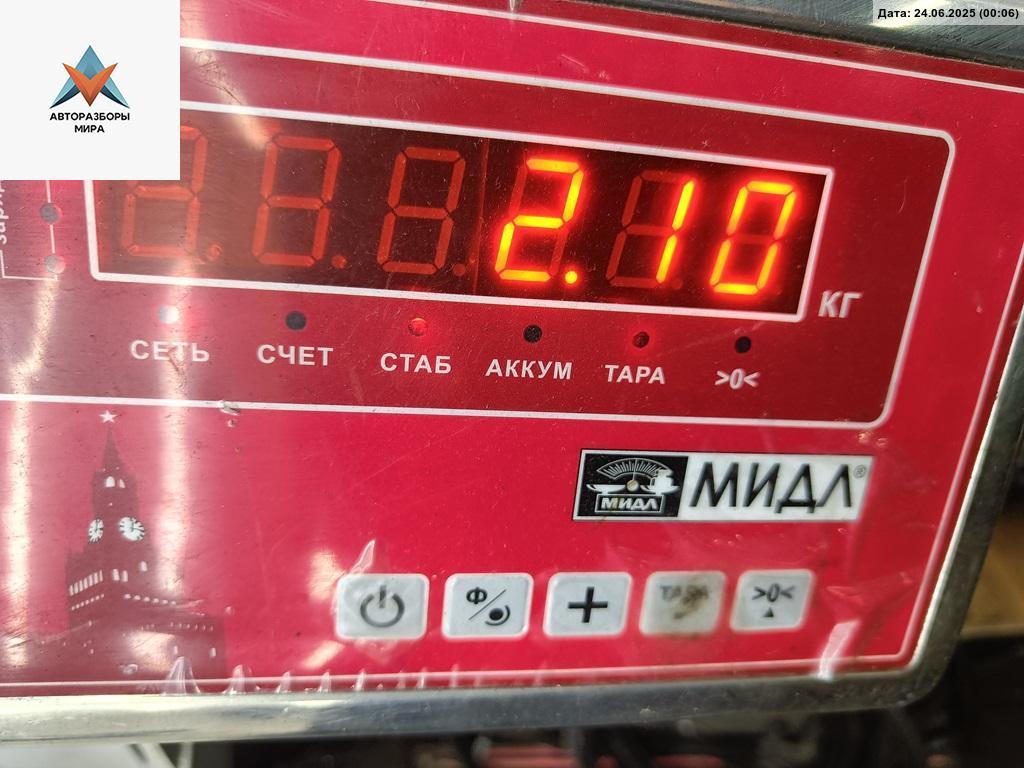 Дата: 24.06.2025 (00:06)
АВТОРАЗБОРЫ
МИРА
2.10
КГ
СЕТЬ СЧЕТ СТАБ АККУМ ТАРА >0<
МИДЛ МИДЛ®
Ф
+
ТАРА
>0<